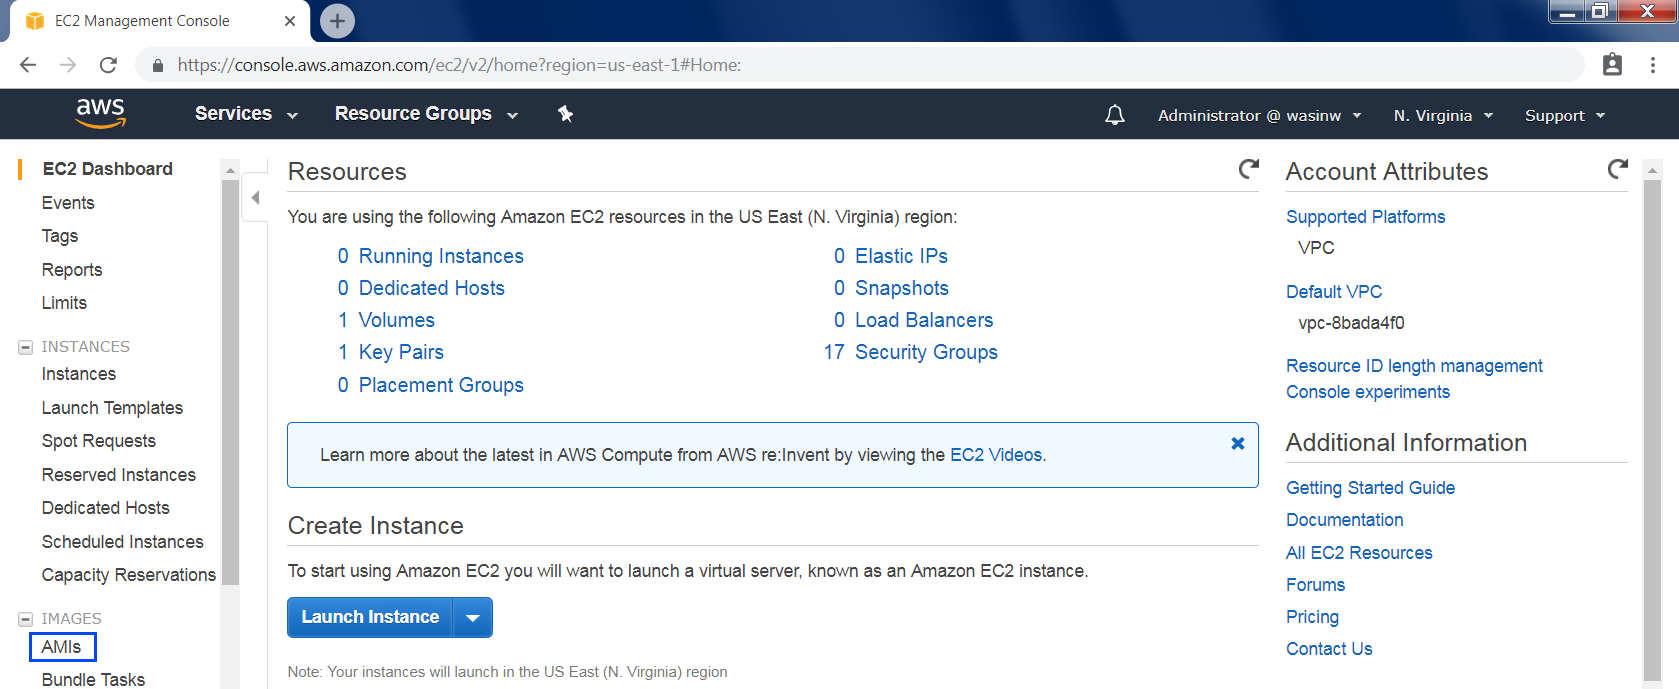 EC2 Management Console
https://console.aws.amazon.com/ec2/v2/home?region=us-east-1#Home:
aws
Services
Resource Groups
Administrator @ wasinw
N. Virginia
Support
EC2 Dashboard
Events
Tags
Reports
Limits
INSTANCES
Instances
Launch Templates
Spot Requests
Reserved Instances
Dedicated Hosts
Scheduled Instances
Capacity Reservations
IMAGES
AMIs
Bundle Tasks
Resources
You are using the following Amazon EC2 resources in the US East (N. Virginia) region:
0 Running Instances
0 Elastic IPs
0 Dedicated Hosts
0 Snapshots
1 Volumes
0 Load Balancers
1 Key Pairs
17 Security Groups
0 Placement Groups
Learn more about the latest in AWS Compute from AWS re:Invent by viewing the EC2 Videos.
Create Instance
To start using Amazon EC2 you will want to launch a virtual server, known as an Amazon EC2 instance.
Launch Instance
Note: Your instances will launch in the US East (N. Virginia) region
Account Attributes
Supported Platforms
VPC
Default VPC
vpc-8bada4f0
Resource ID length management
Console experiments
Additional Information
Getting Started Guide
Documentation
All EC2 Resources
Forums
Pricing
Contact Us